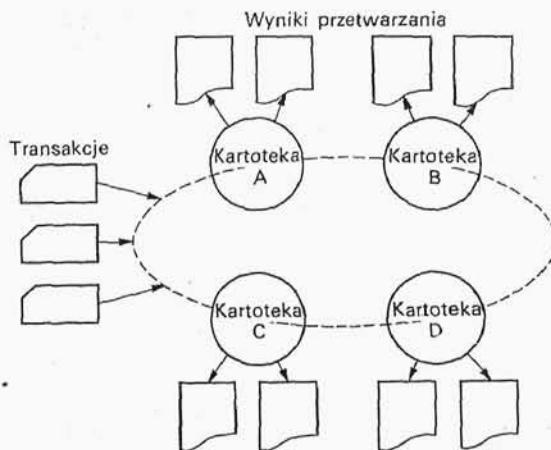 Wyniki przetwarzania
Transakcje
Kartoteka
A
Kartoteka
B
Kartoteka
C
Kartoteka
D